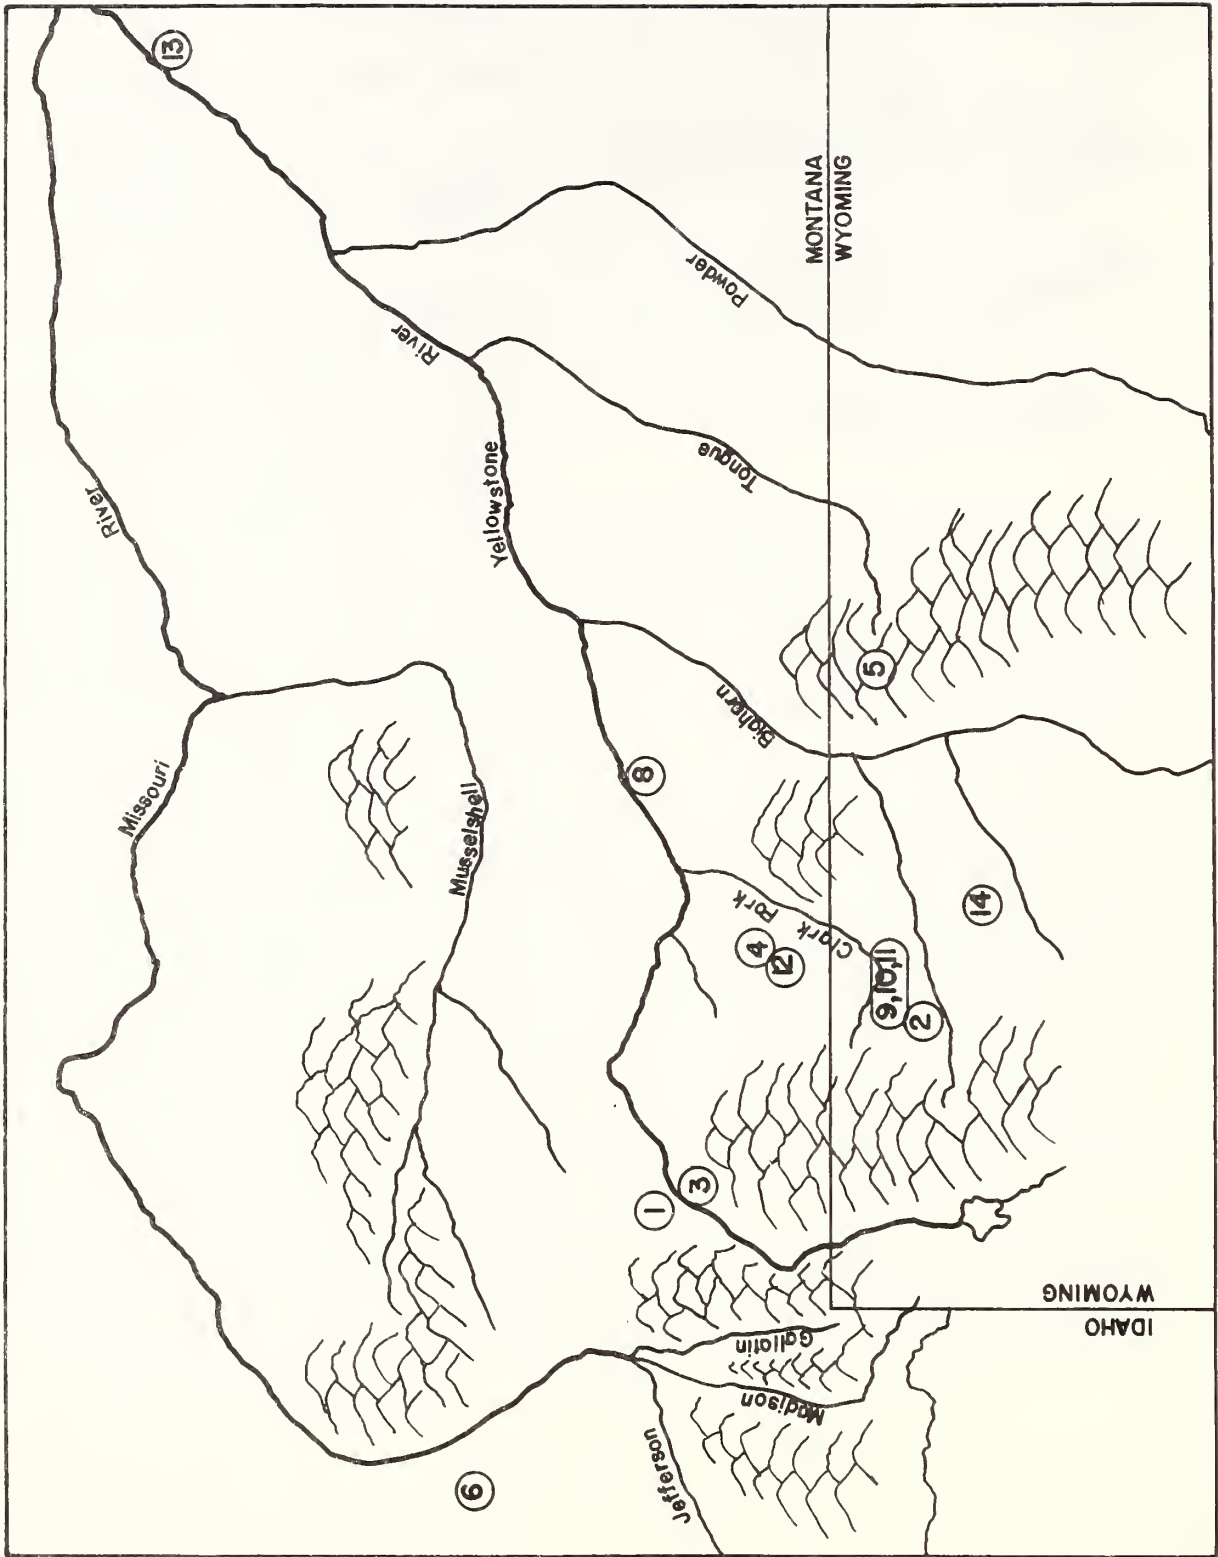 13
River
Missouri
River
Powder
River
Yellowstone
Tongue
Musselshell
MONTANA
WYOMING
Bighorn
5
8
Clark Fork
4
12
9,10,11
2
14
1
3
6
Gallatin
Madison
Jefferson
WYOMING
IDAHO